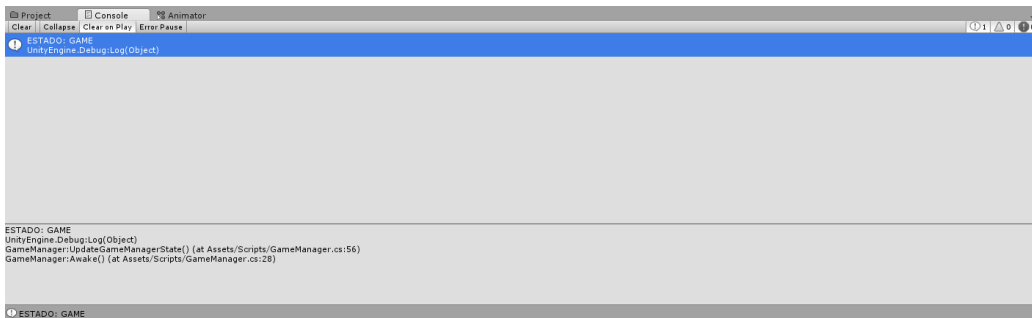 Project Console Animator
Clear Collapse Clear on Play Error Pause 1 0
ESTADO: GAME
UnityEngine.Debug:Log(Object)
ESTADO: GAME
UnityEngine.Debug:Log(Object)
GameManager:UpdateGameManagerState() (at Assets/Scripts/GameManager.cs:56)
GameManager:Awake() (at Assets/Scripts/GameManager.cs:28)
ESTADO: GAME